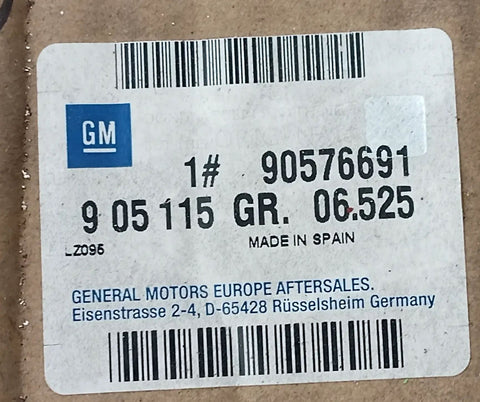 GM
1# 90576691
9 05 115 GR. 06.525
LZ095 MADE IN SPAIN
GENERAL MOTORS EUROPE AFTERSALES.
Eisenstrasse 2-4, D-65428 Rüsselsheim Germany